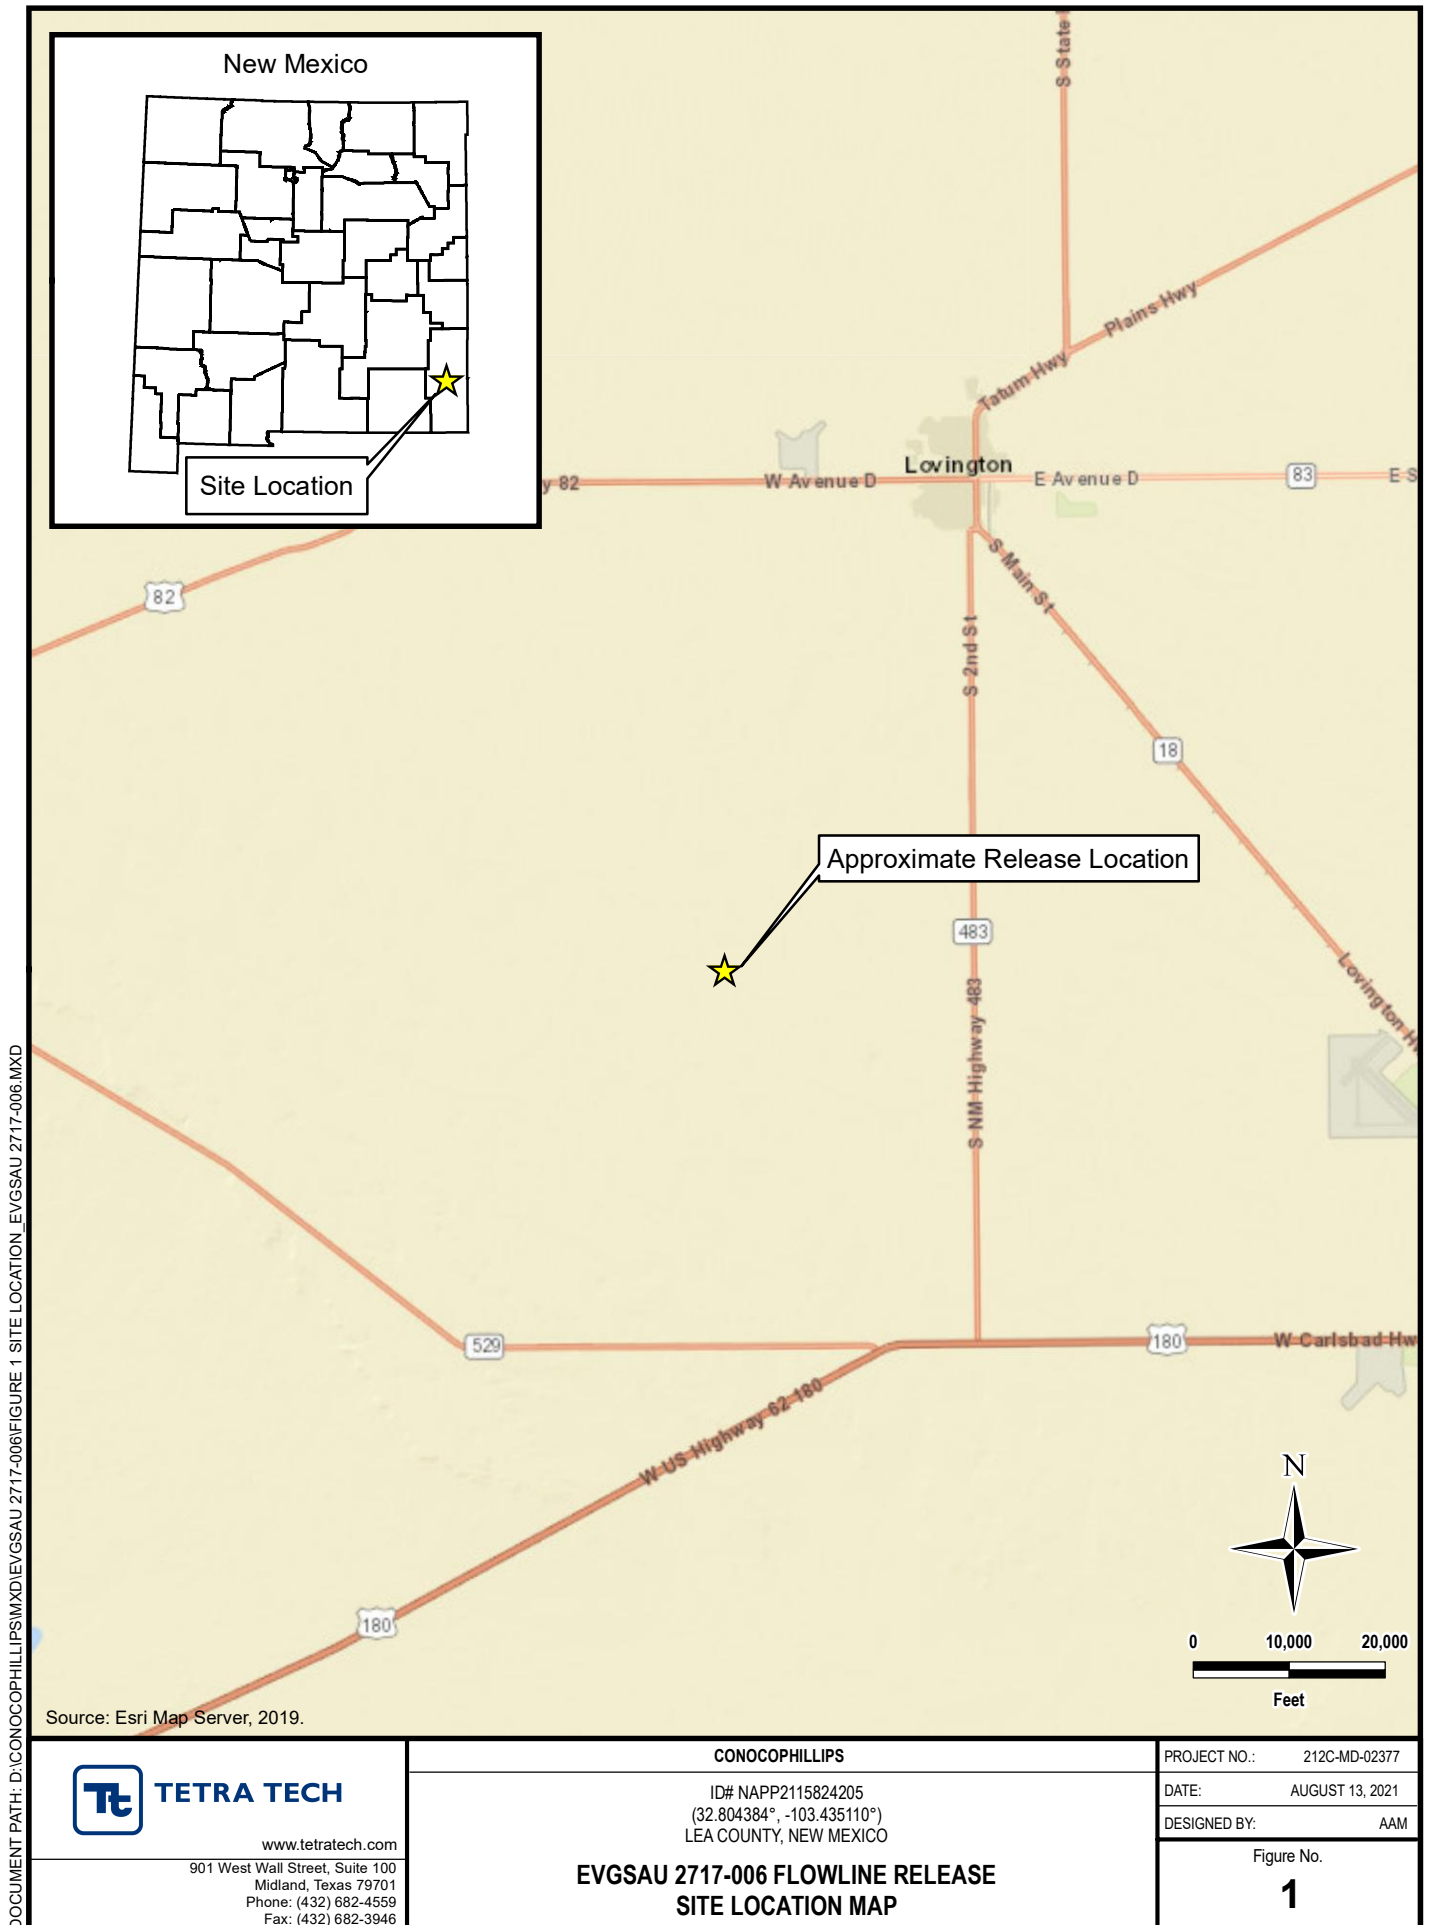 New Mexico
Site Location
S State
Plains Hwy
Tatum Hwy
Lovington
y 82
W Avenue D
E Avenue D
83
E S
82
S Main St
S 2nd St
18
Approximate Release Location
483
S NM Highway 483
Lovington H
529
180
W Carlsbad Hw
W US Highway 62 180
180
N
0 10,000 20,000
Feet
Source: Esri Map Server, 2019.
DOCUMENT PATH: D:\CONOCOPHILLIPS\MXD\EVGSAU 2717-006\FIGURE 1 SITE LOCATION_EVGSAU 2717-006.MXD
Tt TETRA TECH
www.tetratech.com
901 West Wall Street, Suite 100
Midland, Texas 79701
Phone: (432) 682-4559
Fax: (432) 682-3946
CONOCOPHILLIPS
ID# NAPP2115824205
(32.804384°, -103.435110°)
LEA COUNTY, NEW MEXICO
EVGSAU 2717-006 FLOWLINE RELEASE
SITE LOCATION MAP
PROJECT NO.: 212C-MD-02377
DATE: AUGUST 13, 2021
DESIGNED BY: AAM
Figure No.
1